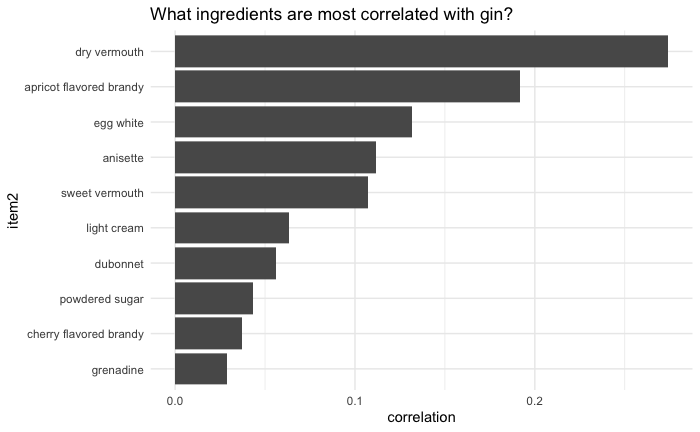 What ingredients are most correlated with gin?
dry vermouth
apricot flavored brandy
egg white
anisette
sweet vermouth
light cream
dubonnet
powdered sugar
cherry flavored brandy
grenadine
item2
0.0 0.1 0.2
correlation